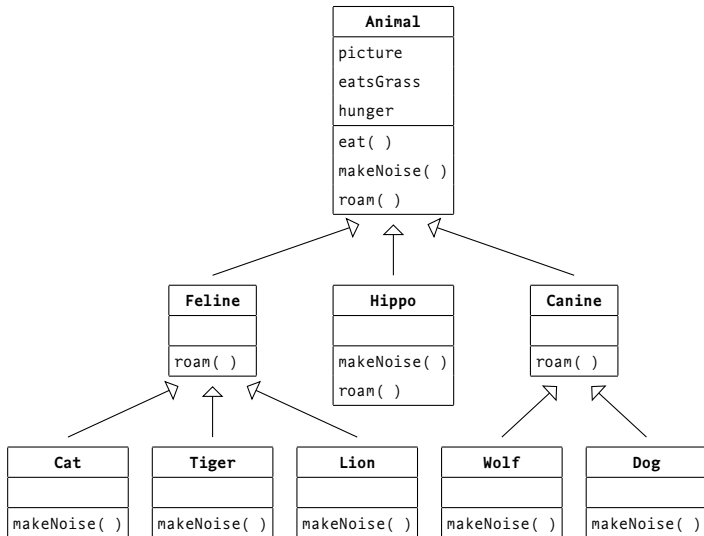 Animal
picture
eatsGrass
hunger
eat( )
makeNoise( )
roam( )
Feline
roam( )
Hippo
makeNoise( )
roam( )
Canine
roam( )
Cat
makeNoise( )
Tiger
makeNoise( )
Lion
makeNoise( )
Wolf
makeNoise( )
Dog
makeNoise( )